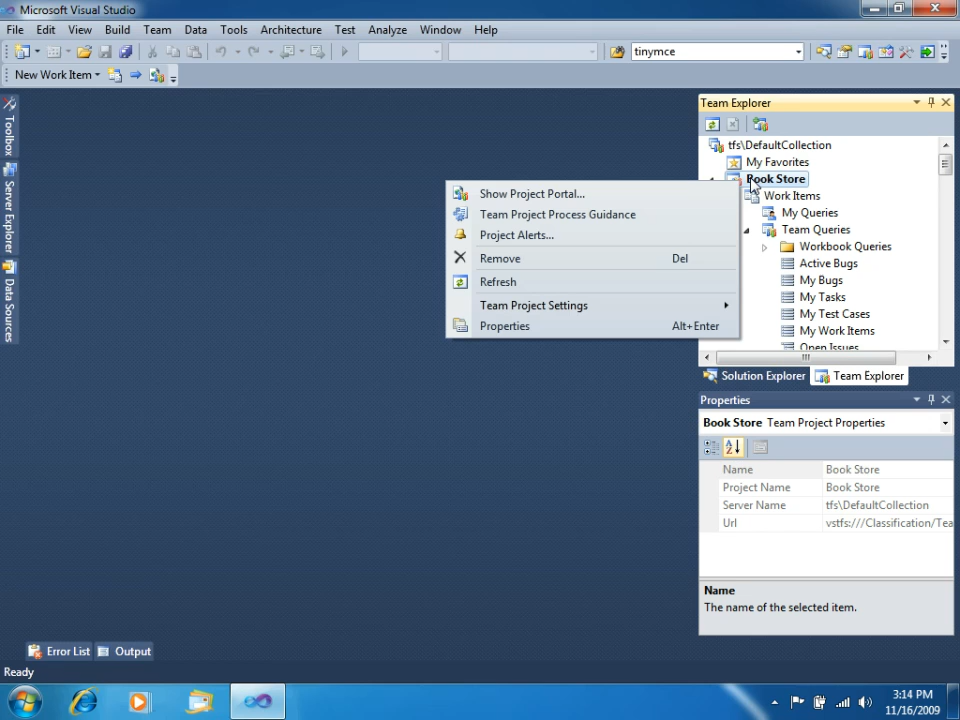 Microsoft Visual Studio
File Edit View Build Team Data Tools Architecture Test Analyze Window Help
tinymce
New Work Item
Toolbox
Server Explorer
Data Sources
Team Explorer
tfs\DefaultCollection
My Favorites
Book Store
Work Items
My Queries
Team Queries
Workbook Queries
Active Bugs
My Bugs
My Tasks
My Test Cases
My Work Items
Open Issues
Show Project Portal...
Team Project Process Guidance
Project Alerts...
Remove Del
Refresh
Team Project Settings
Properties Alt+Enter
Solution Explorer Team Explorer
Properties
Book Store Team Project Properties
Name Book Store
Project Name Book Store
Server Name tfs\DefaultCollection
Url vstfs:///Classification/Tea
Name
The name of the selected item.
Error List Output
Ready
3:14 PM
11/16/2009